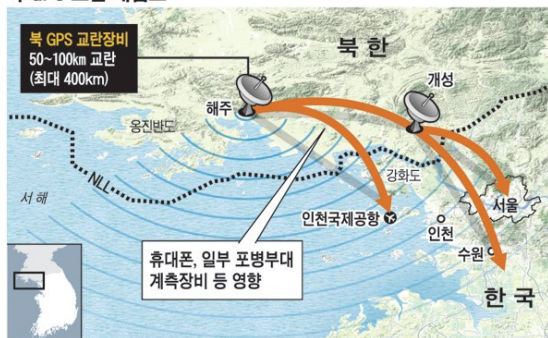 북 GPS 교란장비
50~100km 교란
(최대 400km)
북 한
개성
해주
옹진반도
NLL
강화도
서해
서울
인천국제공항
인천
수원
휴대폰, 일부 포병부대
계측장비 등 영향
한 국